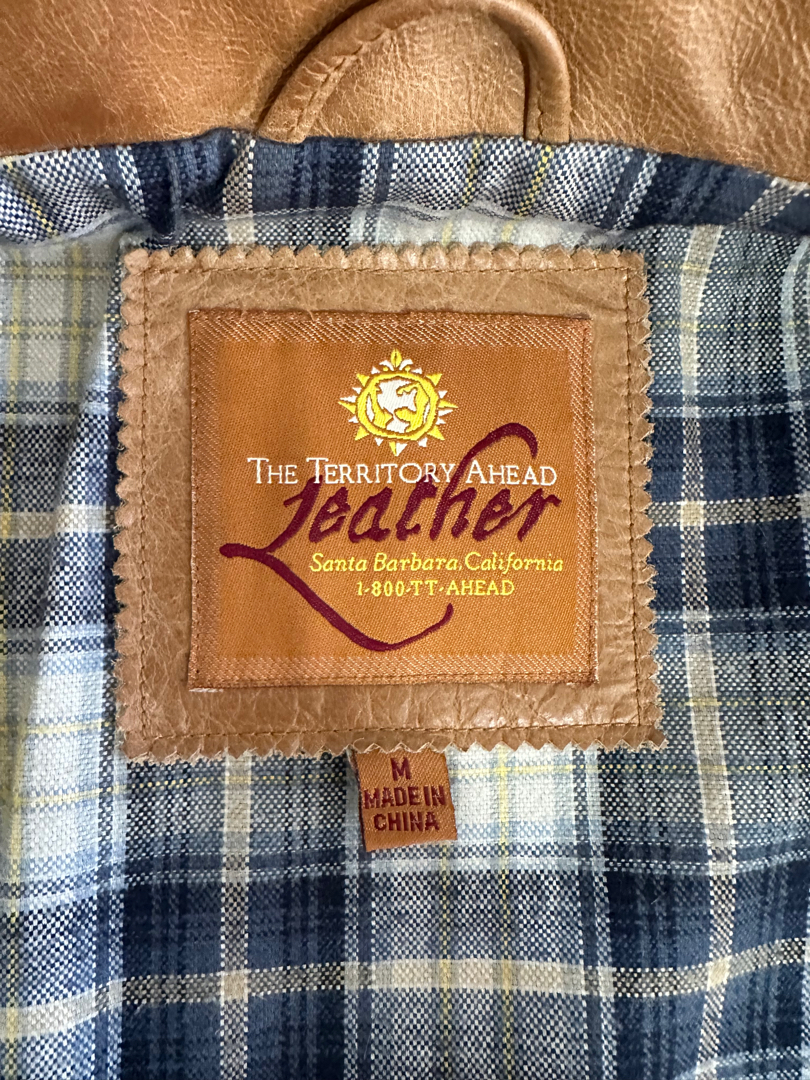 THE TERRITORY AHEAD
Leather
Santa Barbara, California
1-800-TT-AHEAD
M
MADE IN
CHINA